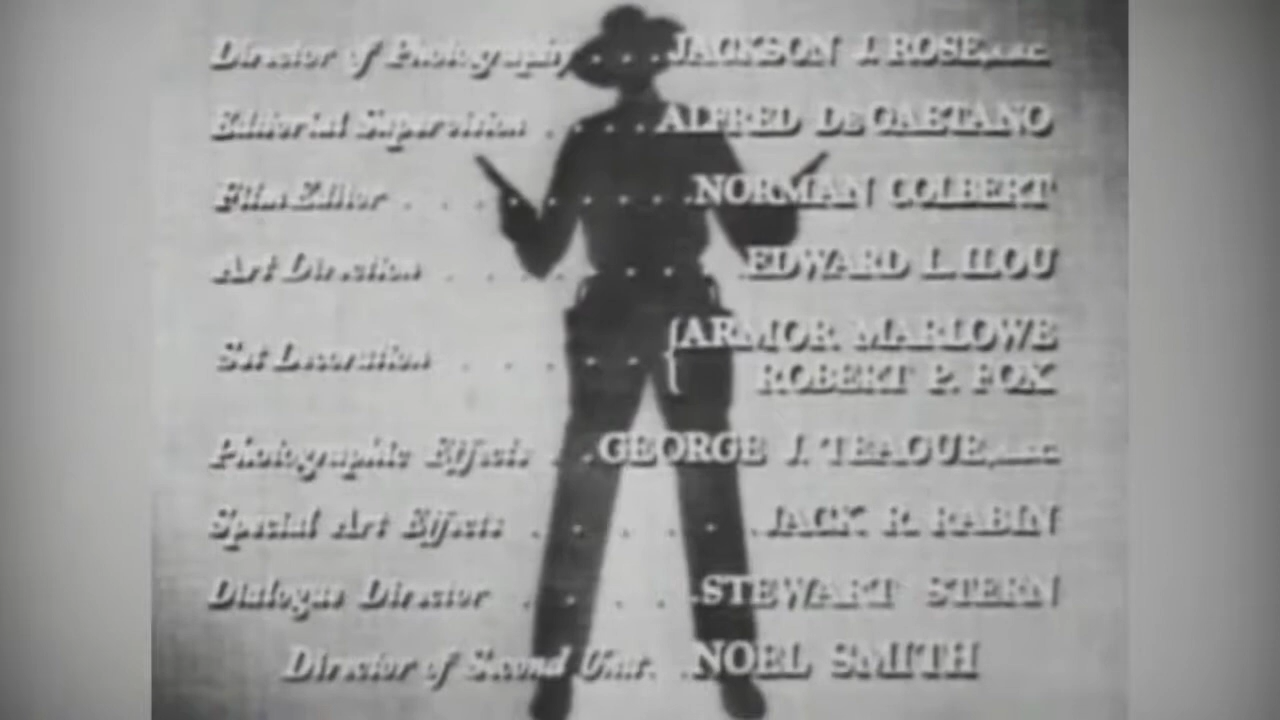 Director of Photography . . . JACKSON J. ROSE, A.S.C.
Editorial Supervision . . . . ALFRED DE GAETANO
Film Editor . . . . . . . . . NORMAN COLBERT
Art Direction . . . . . . . EDWARD L. ILOU
Set Decoration . . . . . . { ARMOR MARLOWE
ROBERT P. FOX
Photographic Effects . . GEORGE J. TEAGUE, A.S.C.
Special Art Effects . . . . . . JACK R. RABIN
Dialogue Director . . . . . STEWART STERN
Director of Second Unit . . NOEL SMITH